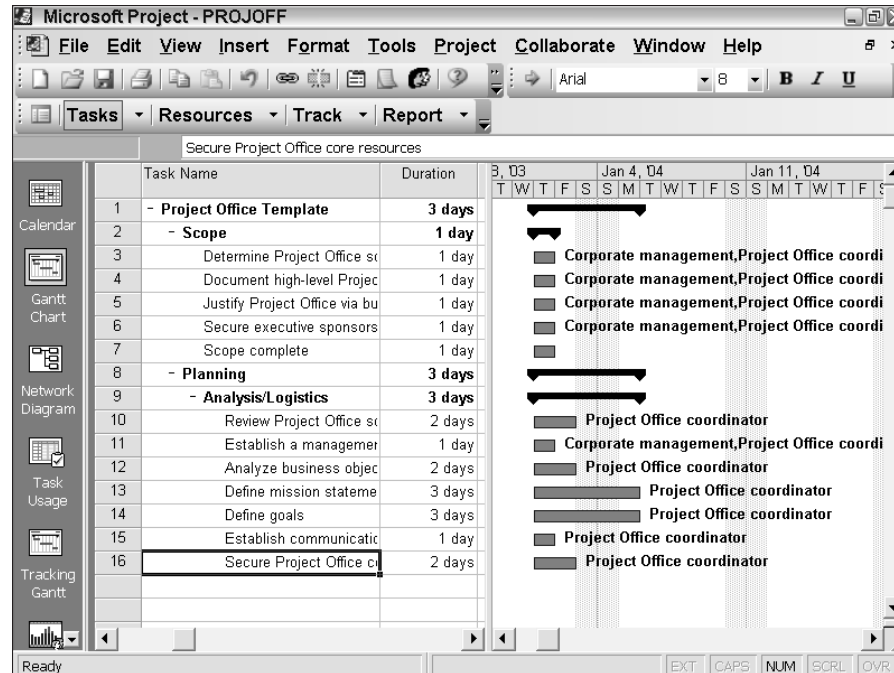 Microsoft Project - PROJOFF
File Edit View Insert Format Tools Project Collaborate Window Help
Arial 8 B I U
Tasks Resources Track Report
Secure Project Office core resources
Task Name Duration 3, '03 Jan 4, '04 Jan 11, '04
T W T F S S M T W T F S S M T W T F S
1 - Project Office Template 3 days
2 - Scope 1 day
3 Determine Project Office sc 1 day Corporate management,Project Office coordi
4 Document high-level Projec 1 day Corporate management,Project Office coordi
5 Justify Project Office via bu 1 day Corporate management,Project Office coordi
6 Secure executive sponsors 1 day Corporate management,Project Office coordi
7 Scope complete 1 day
8 - Planning 3 days
9 - Analysis/Logistics 3 days
10 Review Project Office sc 2 days Project Office coordinator
11 Establish a managemer 1 day Corporate management,Project Office coordi
12 Analyze business objec 2 days Project Office coordinator
13 Define mission stateme 3 days Project Office coordinator
14 Define goals 3 days Project Office coordinator
15 Establish communicatic 1 day Project Office coordinator
16 Secure Project Office co 2 days Project Office coordinator
Calendar
Gantt
Chart
Network
Diagram
Task
Usage
Tracking
Gantt
Ready EXT CAPS NUM SCRL OVR